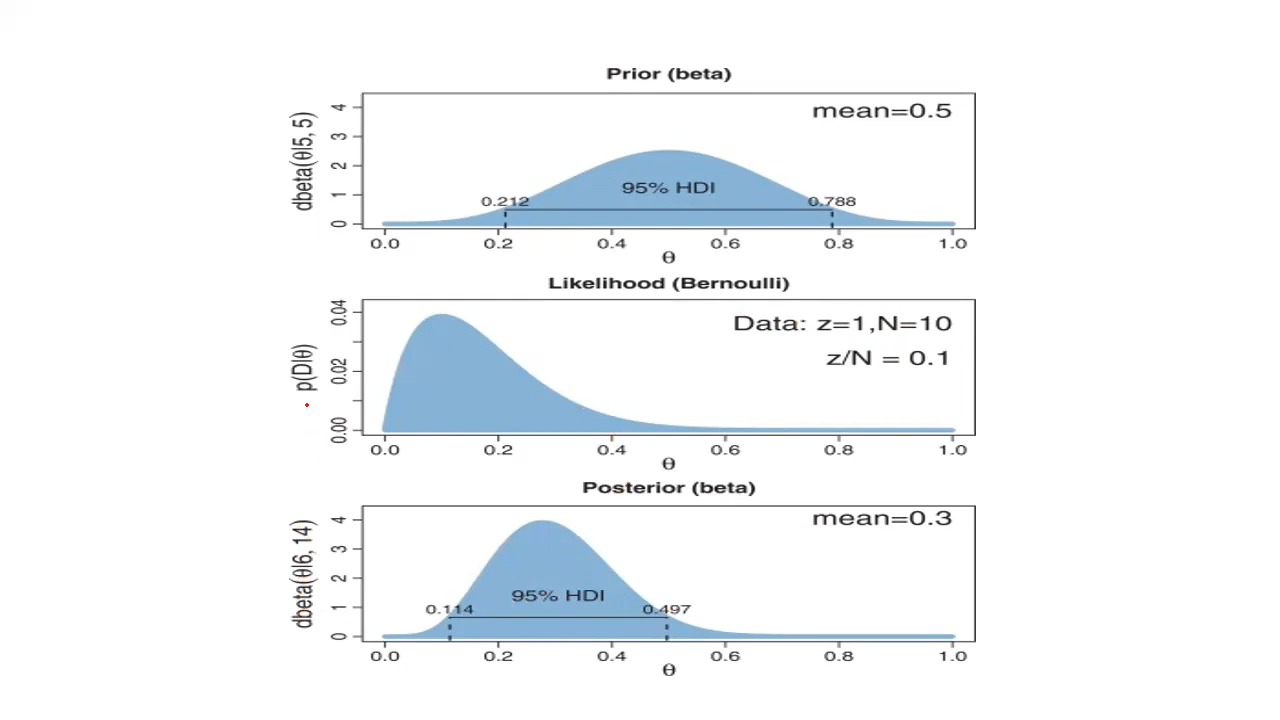 Prior (beta)
mean=0.5
dbeta(θ|5, 5)
4
3
2
1
0
95% HDI
0.212
0.788
0.0 0.2 0.4 0.6 0.8 1.0
θ
Likelihood (Bernoulli)
Data: z=1,N=10
z/N = 0.1
p(D|θ)
0.04
0.02
0.00
0.0 0.2 0.4 0.6 0.8 1.0
θ
Posterior (beta)
mean=0.3
dbeta(θ|6, 14)
4
3
2
1
0
95% HDI
0.114
0.497
0.0 0.2 0.4 0.6 0.8 1.0
θ